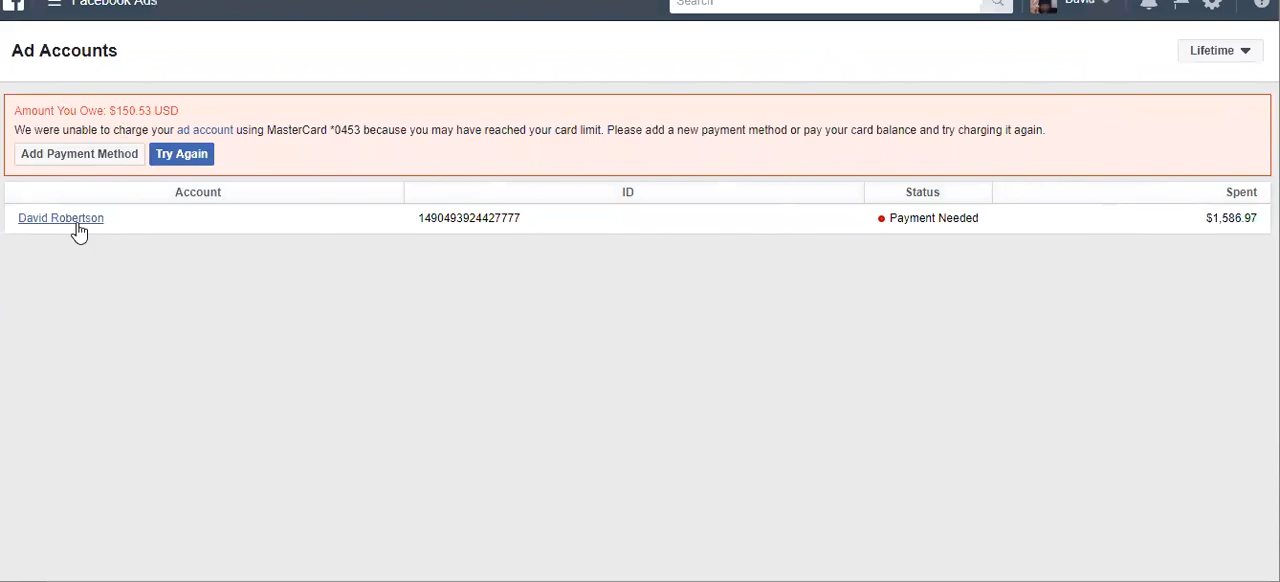 Facebook Ads
Search
David
Ad Accounts
Lifetime
Amount You Owe: $150.53 USD
We were unable to charge your ad account using MasterCard *0453 because you may have reached your card limit. Please add a new payment method or pay your card balance and try charging it again.
Add Payment Method
Try Again
Account ID Status Spent
David Robertson 1490493924427777 Payment Needed $1,586.97